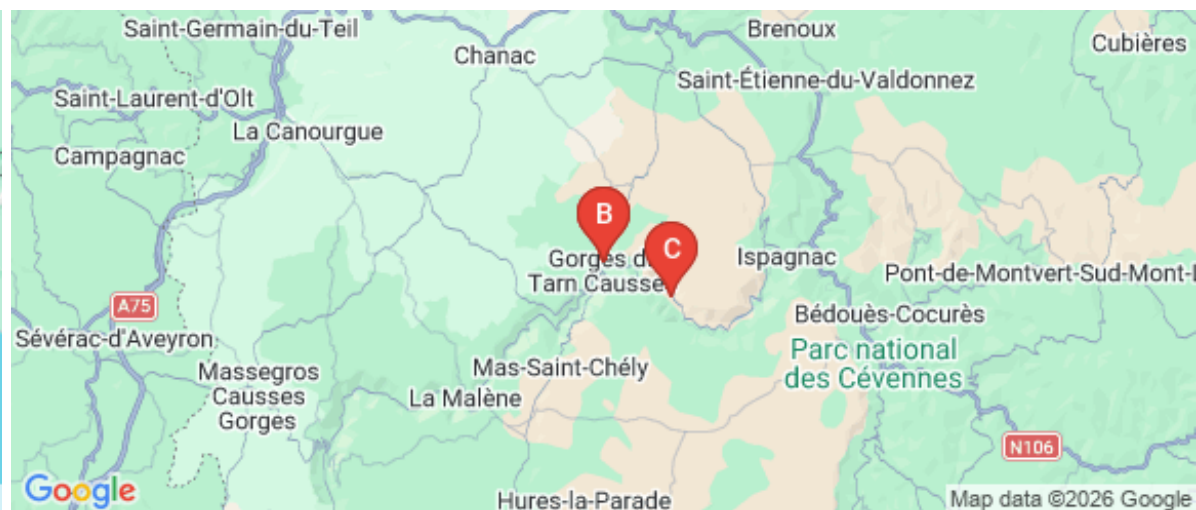 Saint-Germain-du-Teil
Brenoux
Cubières
Chanac
Saint-Étienne-du-Valdonnez
Saint-Laurent-d'Olt
La Canourgue
Campagnac
B
C
Gorges du
Tarn Causse
Ispagnac
Pont-de-Montvert-Sud-Mont-L
A75
Bédouès-Cocurès
Sévérac-d'Aveyron
Parc national
des Cévennes
Mas-Saint-Chély
Massegros
Causses
Gorges
La Malène
N106
Google
Hures-la-Parade
Map data ©2026 Google